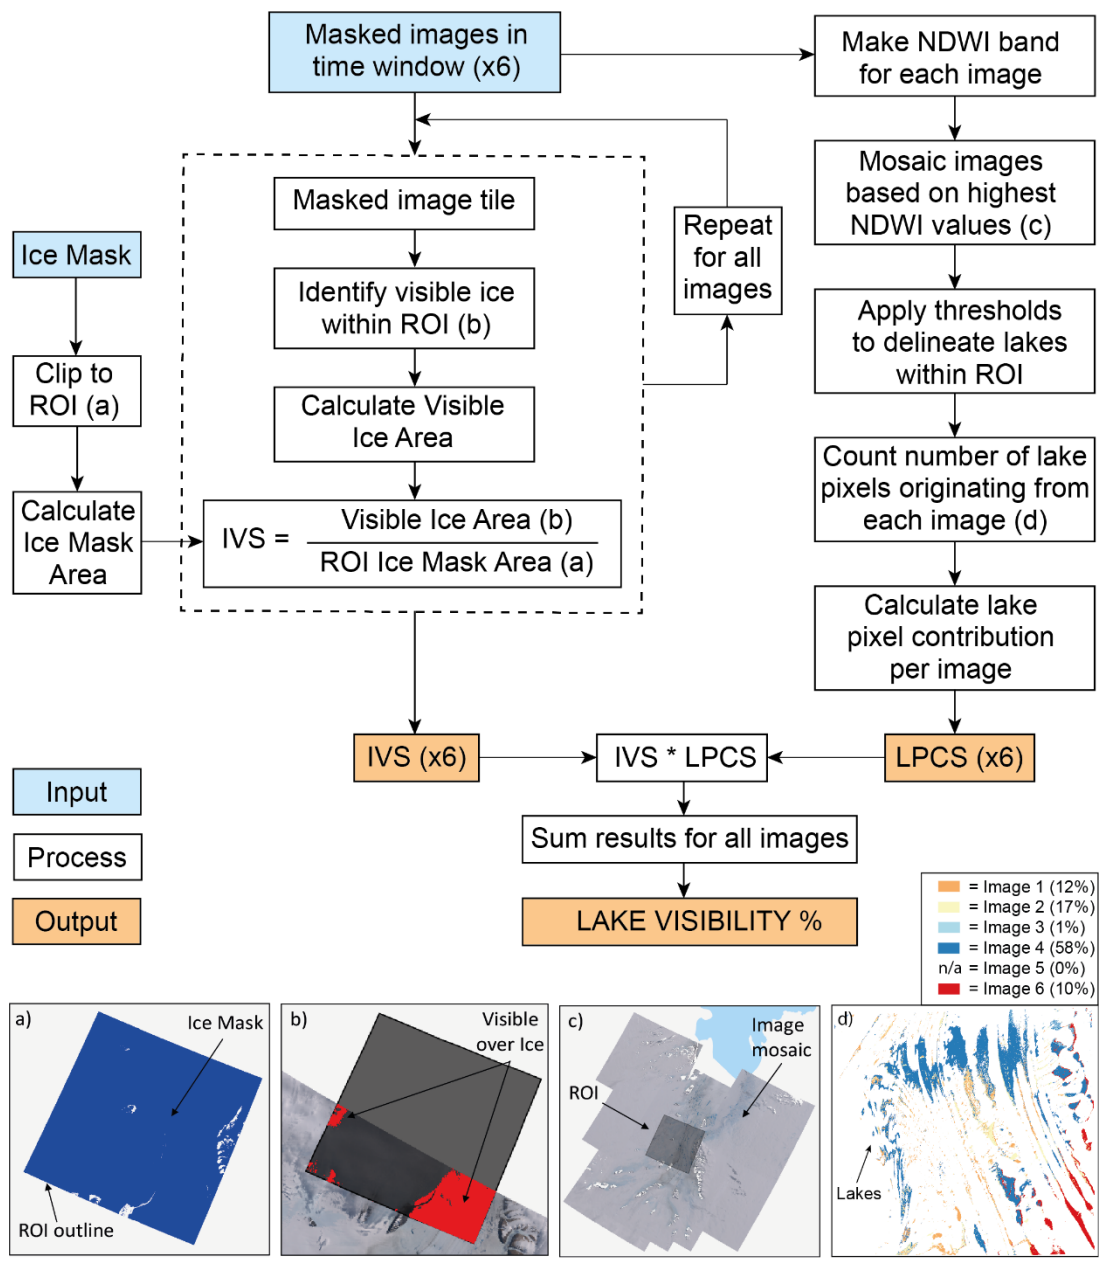 Masked images in
time window (x6)
Make NDWI band
for each image
Mosaic images
based on highest
NDWI values (c)
Apply thresholds
to delineate lakes
within ROI
Count number of lake
pixels originating from
each image (d)
Calculate lake
pixel contribution
per image
LPCS (x6)
Masked image tile
Identify visible ice
within ROI (b)
Calculate Visible
Ice Area
IVS =
Visible Ice Area (b)
ROI Ice Mask Area (a)
Repeat
for all
images
Ice Mask
Clip to
ROI (a)
Calculate
Ice Mask
Area
IVS (x6)
IVS * LPCS
Sum results for all images
LAKE VISIBILITY %
Input
Process
Output
= Image 1 (12%)
= Image 2 (17%)
= Image 3 (1%)
= Image 4 (58%)
n/a = Image 5 (0%)
= Image 6 (10%)
a)
Ice Mask
ROI outline
b)
Visible
over Ice
c)
Image
mosaic
ROI
d)
Lakes